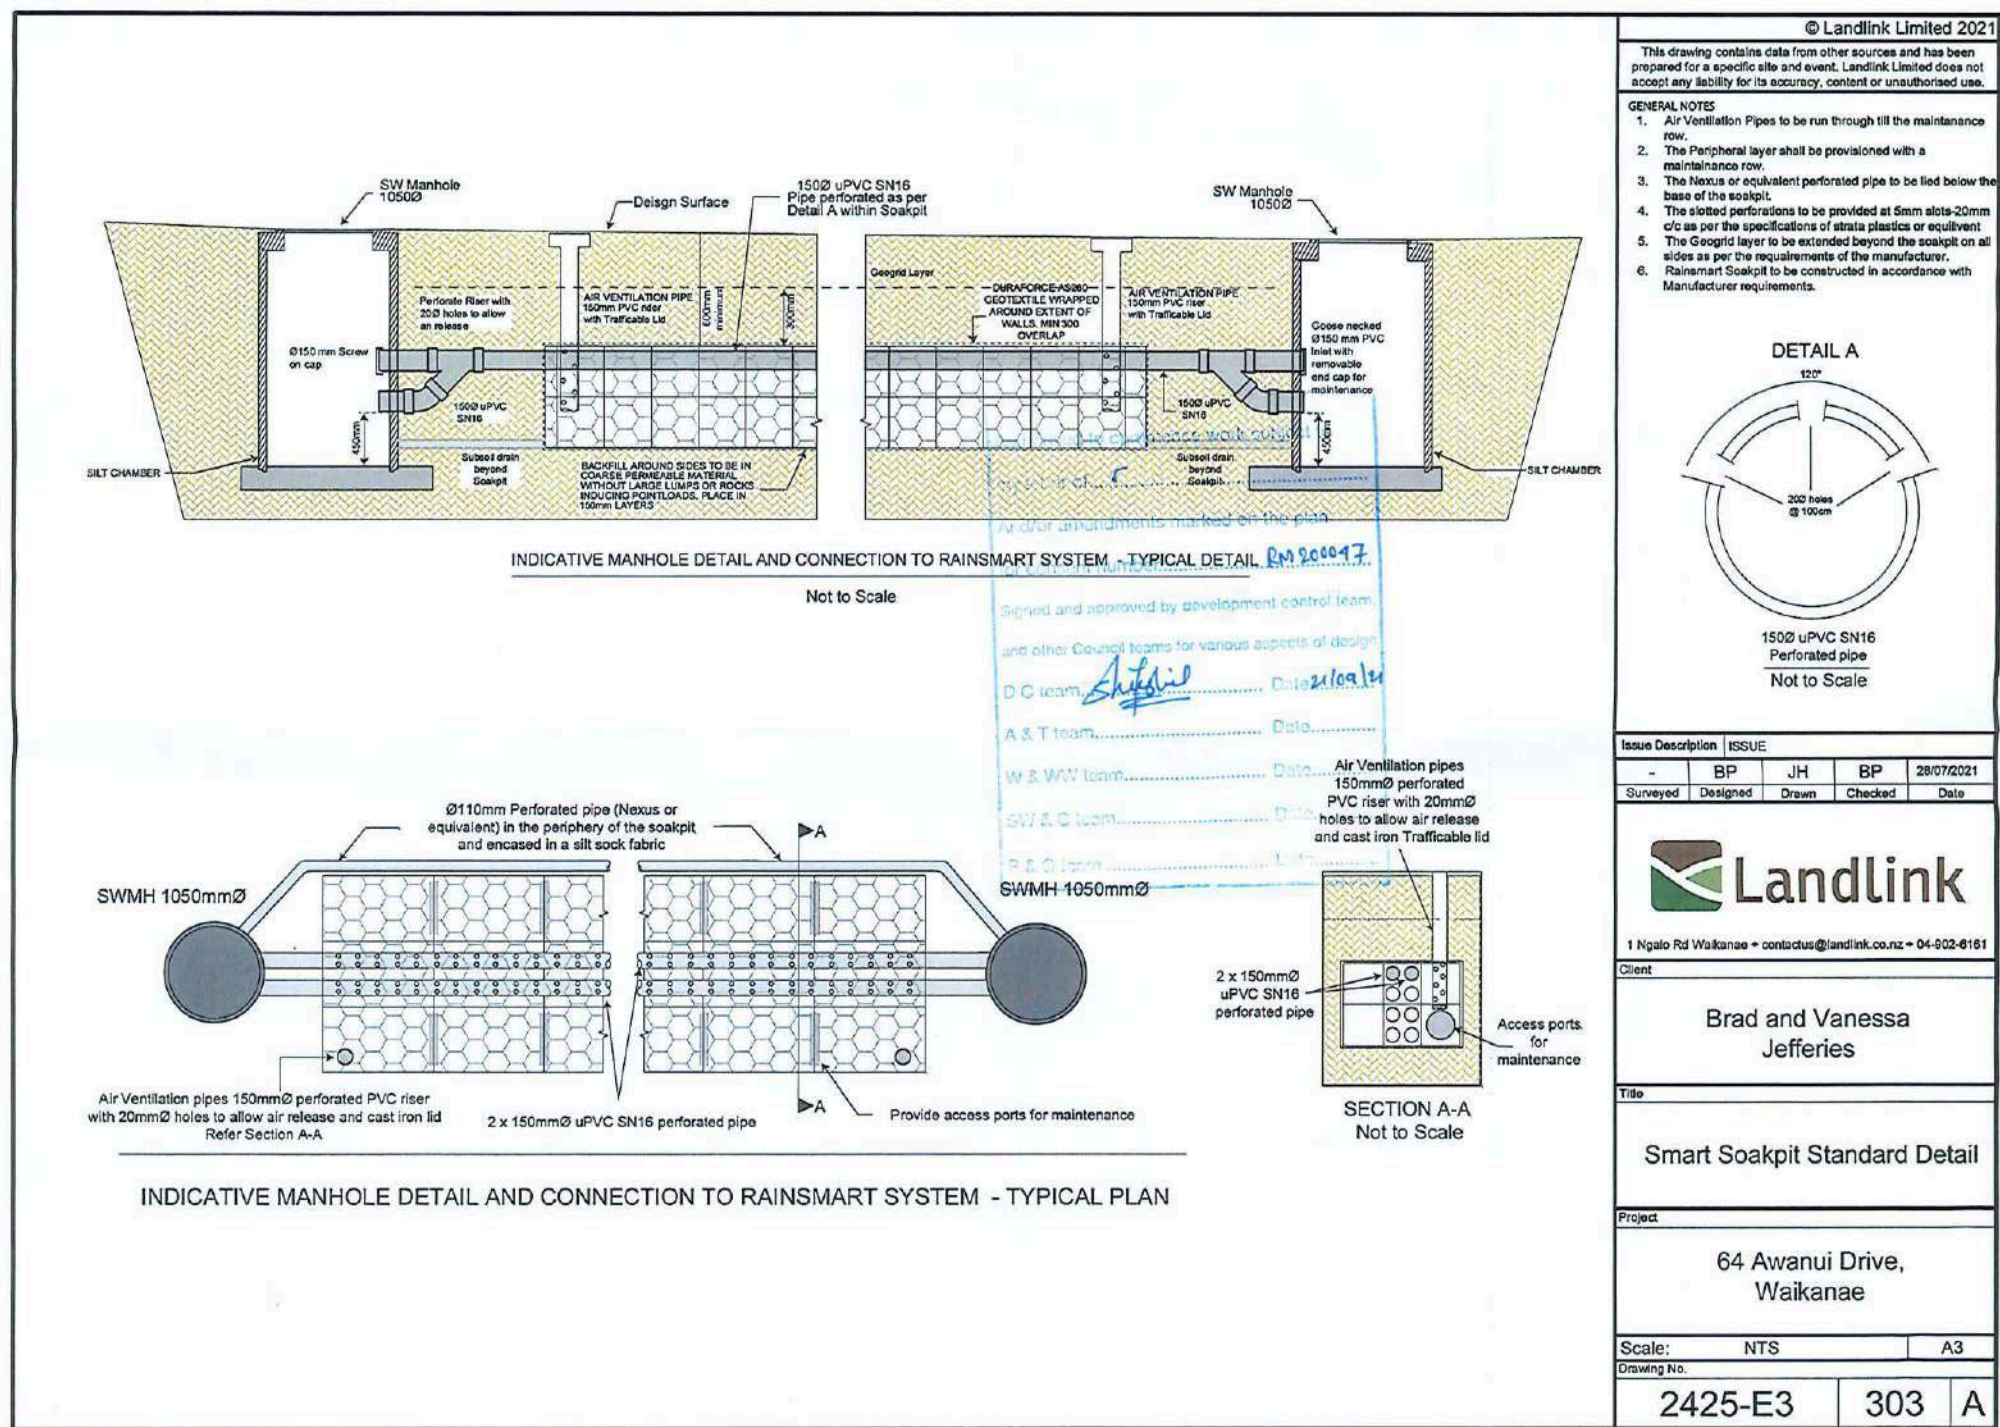 SW Manhole
1050Ø
Deisgn Surface
150Ø uPVC SN16
Pipe perforated as per
Detail A within Soakpit
SW Manhole
1050Ø
Perforate Riser with
20Ø holes to allow
an release
AIR VENTILATION PIPE
150mm PVC rider
with Trafficable Lid
600mm
minimum
300mm
Geogrid Layer
DURAFORCE AS280
GEOTEXTILE WRAPPED
AROUND EXTENT OF
WALLS. MIN 300
OVERLAP
AIR VENTILATION PIPE
150mm PVC riser
with Trafficable Lid
Goose necked
Ø150 mm PVC
Inlet with
removable
end cap for
maintenance
Ø150 mm Screw
on cap
150Ø uPVC
SN16
450mm
150Ø uPVC
SN16
450mm
SILT CHAMBER
Subsoil drain
beyond
Soakpit
BACKFILL AROUND SIDES TO BE IN
COARSE PERMEABLE MATERIAL
WITHOUT LARGE LUMPS OR ROCKS
INDUCING POINTLOADS. PLACE IN
150mm LAYERS
Subsoil drain
beyond
Soakpit
SILT CHAMBER
INDICATIVE MANHOLE DETAIL AND CONNECTION TO RAINSMART SYSTEM - TYPICAL DETAIL
Not to Scale
to commence work subject
And/or amundments marked on the plan
for consent number RM200047
Signed and approved by development control team,
and other Council teams for various aspects of design
D C team Date 21/09/21
A & T team Date
W & WW team Date
SW & C team
Ø110mm Perforated pipe (Nexus or
equivalent) in the periphery of the soakpit
and encased in a silt sock fabric
A
SWMH 1050mmØ
SWMH 1050mmØ
Air Ventilation pipes 150mmØ perforated PVC riser
with 20mmØ holes to allow air release and cast iron lid
Refer Section A-A
2 x 150mmØ uPVC SN16 perforated pipe
A
Provide access ports for maintenance
INDICATIVE MANHOLE DETAIL AND CONNECTION TO RAINSMART SYSTEM - TYPICAL PLAN
Air Ventilation pipes
150mmØ perforated
PVC riser with 20mmØ
holes to allow air release
and cast iron Trafficable lid
2 x 150mmØ
uPVC SN16
perforated pipe
Access ports
for
maintenance
SECTION A-A
Not to Scale
© Landlink Limited 2021
This drawing contains data from other sources and has been
prepared for a specific site and event. Landlink Limited does not
accept any liability for its accuracy, content or unauthorised use.
GENERAL NOTES
1. Air Ventilation Pipes to be run through till the maintanance
row.
2. The Peripheral layer shall be provisioned with a
maintainance row.
3. The Nexus or equivalent perforated pipe to be lied below the
base of the soakpit.
4. The slotted perforations to be provided at 5mm slots-20mm
c/c as per the specifications of strata plastics or equilivent
5. The Geogrid layer to be extended beyond the soakpit on all
sides as per the requairements of the manufacturer.
6. Rainsmart Soakpit to be constructed in accordance with
Manufacturer requirements.
DETAIL A
120°
20Ø holes
@ 100cm
150Ø uPVC SN16
Perforated pipe
Not to Scale
Issue Description ISSUE
- BP JH BP 28/07/2021
Surveyed Designed Drawn Checked Date
Landlink
1 Ngaio Rd Waikanae • contactus@landlink.co.nz • 04-902-6161
Client
Brad and Vanessa
Jefferies
Title
Smart Soakpit Standard Detail
Project
64 Awanui Drive,
Waikanae
Scale: NTS A3
Drawing No.
2425-E3 303 A